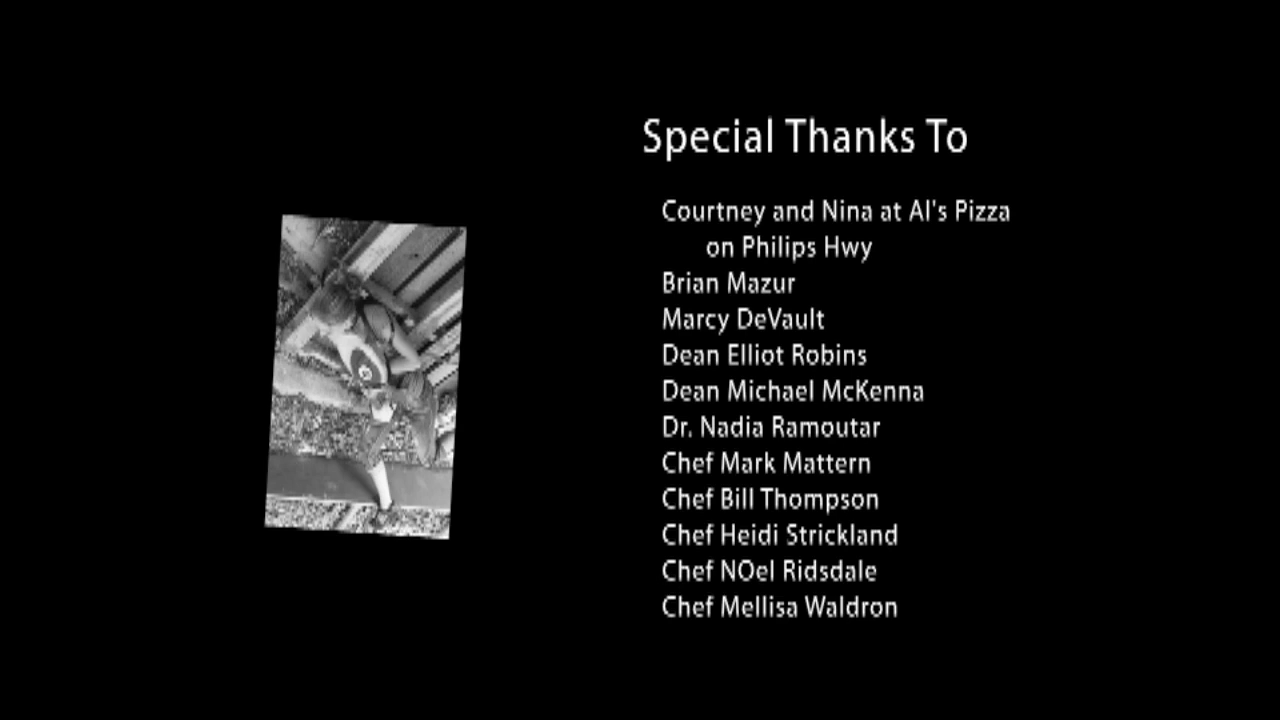 Special Thanks To
Courtney and Nina at Al's Pizza
on Philips Hwy
Brian Mazur
Marcy DeVault
Dean Elliot Robins
Dean Michael McKenna
Dr. Nadia Ramoutar
Chef Mark Mattern
Chef Bill Thompson
Chef Heidi Strickland
Chef NOel Ridsdale
Chef Mellisa Waldron